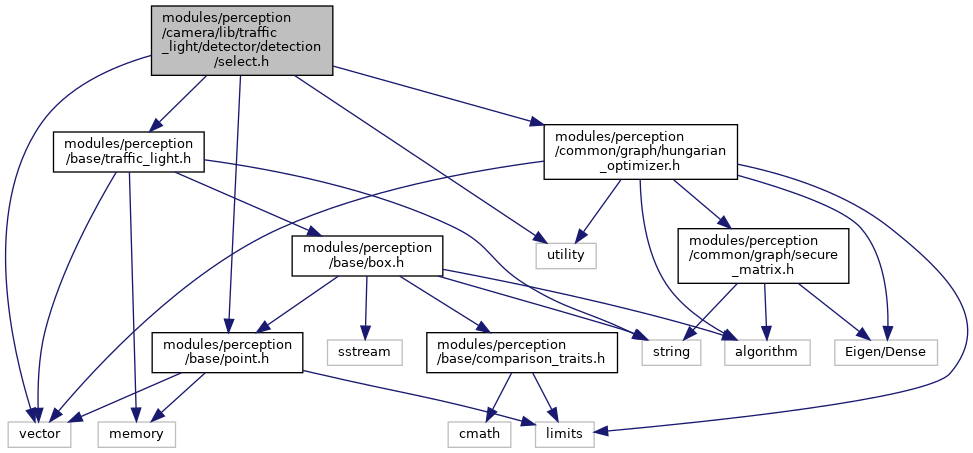 modules/perception
/camera/lib/traffic
_light/detector/detection
/select.h
modules/perception
/base/traffic_light.h
modules/perception
/common/graph/hungarian
_optimizer.h
modules/perception
/base/box.h
utility
modules/perception
/common/graph/secure
_matrix.h
modules/perception
/base/point.h
sstream
modules/perception
/base/comparison_traits.h
string
algorithm
Eigen/Dense
vector
memory
cmath
limits